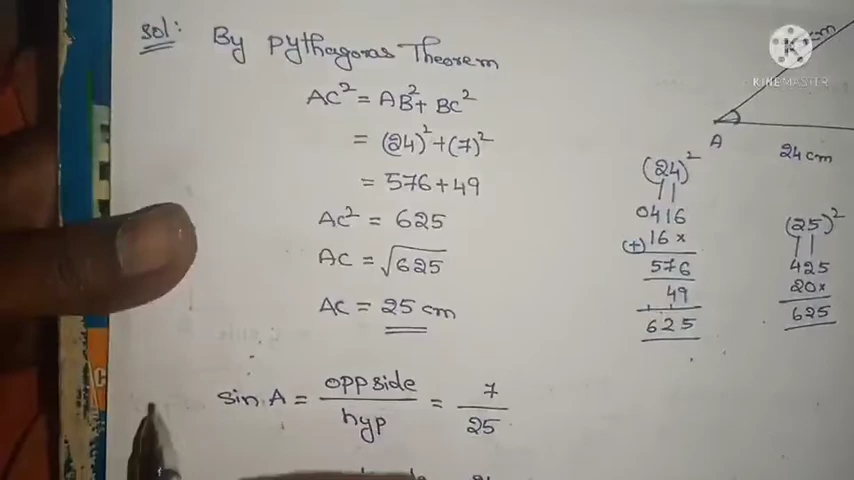 Sol:
By Pythagoras Theorem
AC² = AB² + BC²
= (24)² + (7)²
= 576 + 49
AC² = 625
AC = √625
AC = 25 cm
sin A = opp side / hyp = 7 / 25
A
24 cm
(24)²
0416
(+) 16 ×
576
49
625
(25)²
425
20×
625
K
KINEMASTER